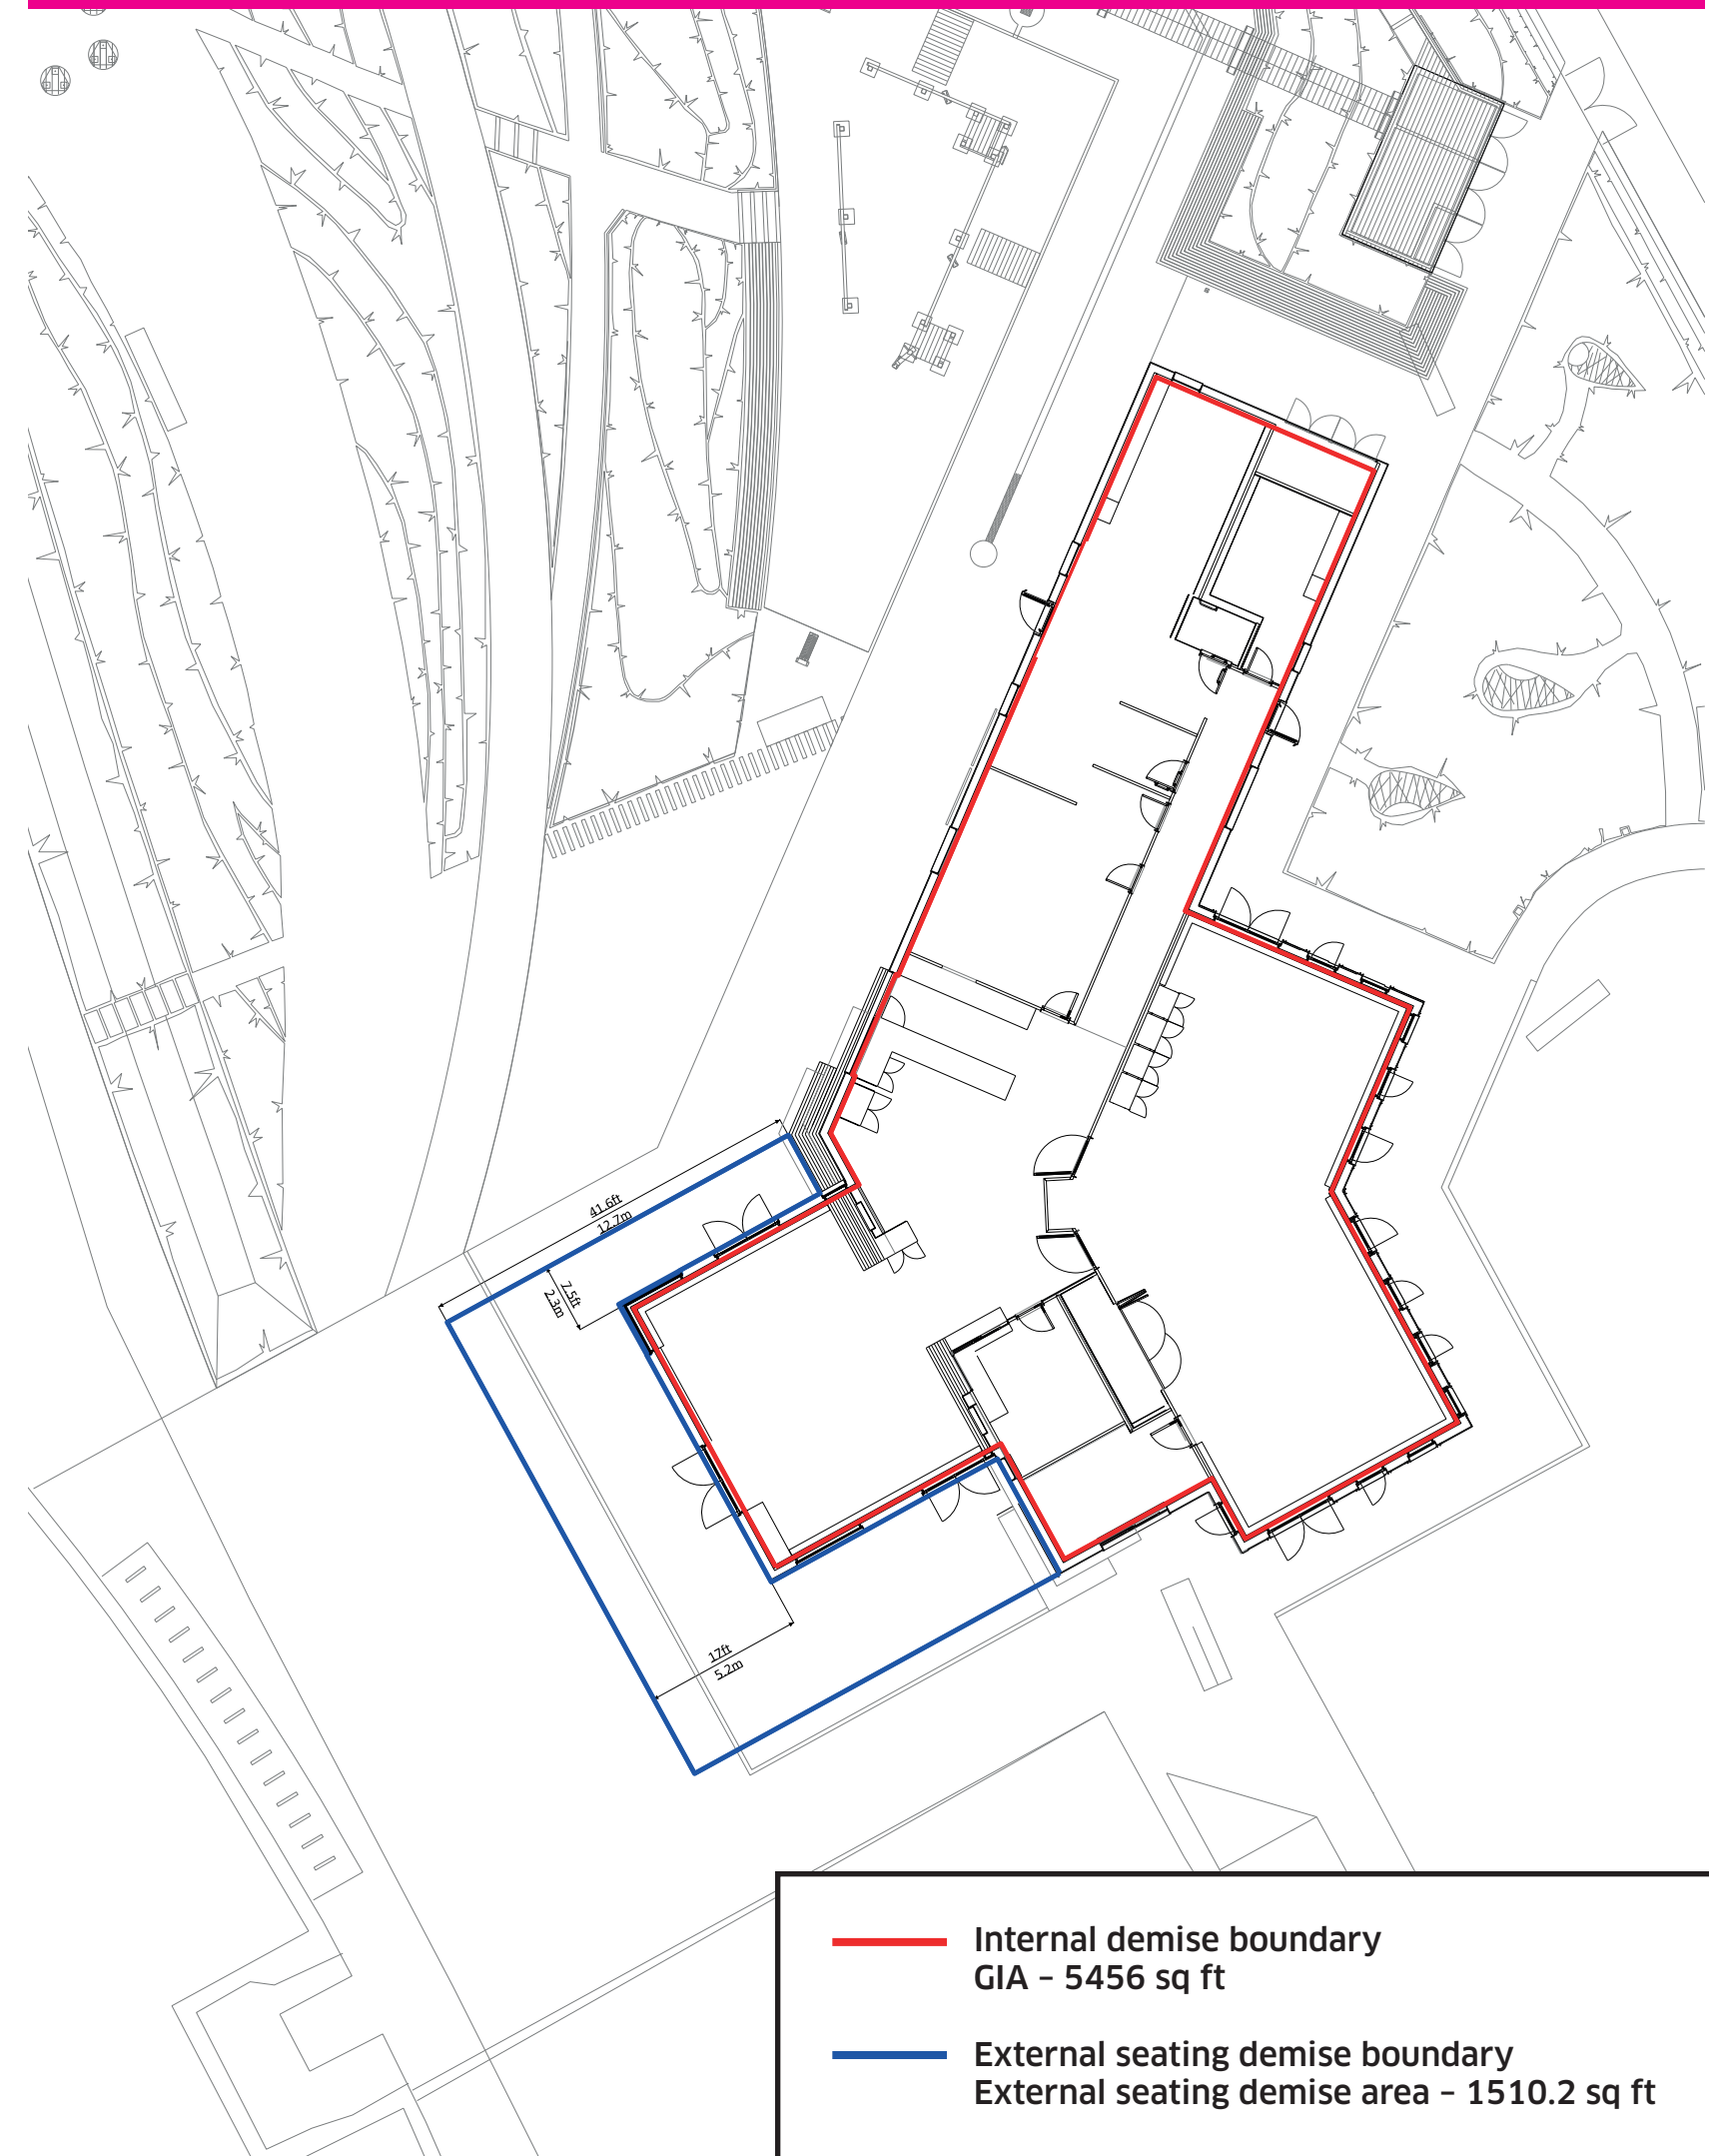 41.6ft
12.7m
7.5ft
2.3m
17ft
5.2m
Internal demise boundary
GIA – 5456 sq ft
External seating demise boundary
External seating demise area – 1510.2 sq ft